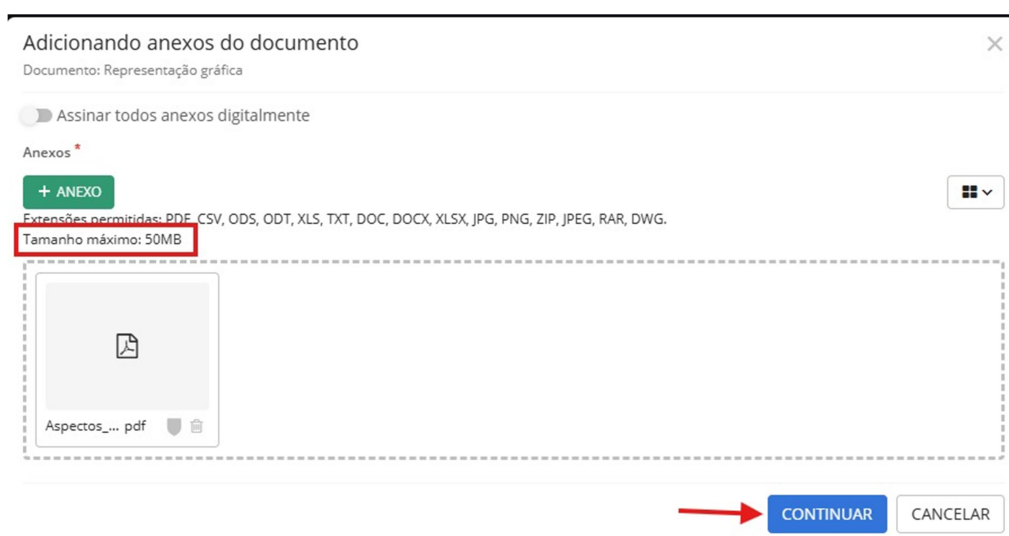 Adicionando anexos do documento
Documento: Representação gráfica
Assinar todos anexos digitalmente
Anexos *
+ ANEXO
Extensões permitidas: PDF, CSV, ODS, ODT, XLS, TXT, DOC, DOCX, XLSX, JPG, PNG, ZIP, JPEG, RAR, DWG.
Tamanho máximo: 50MB
Aspectos_... pdf
CONTINUAR CANCELAR